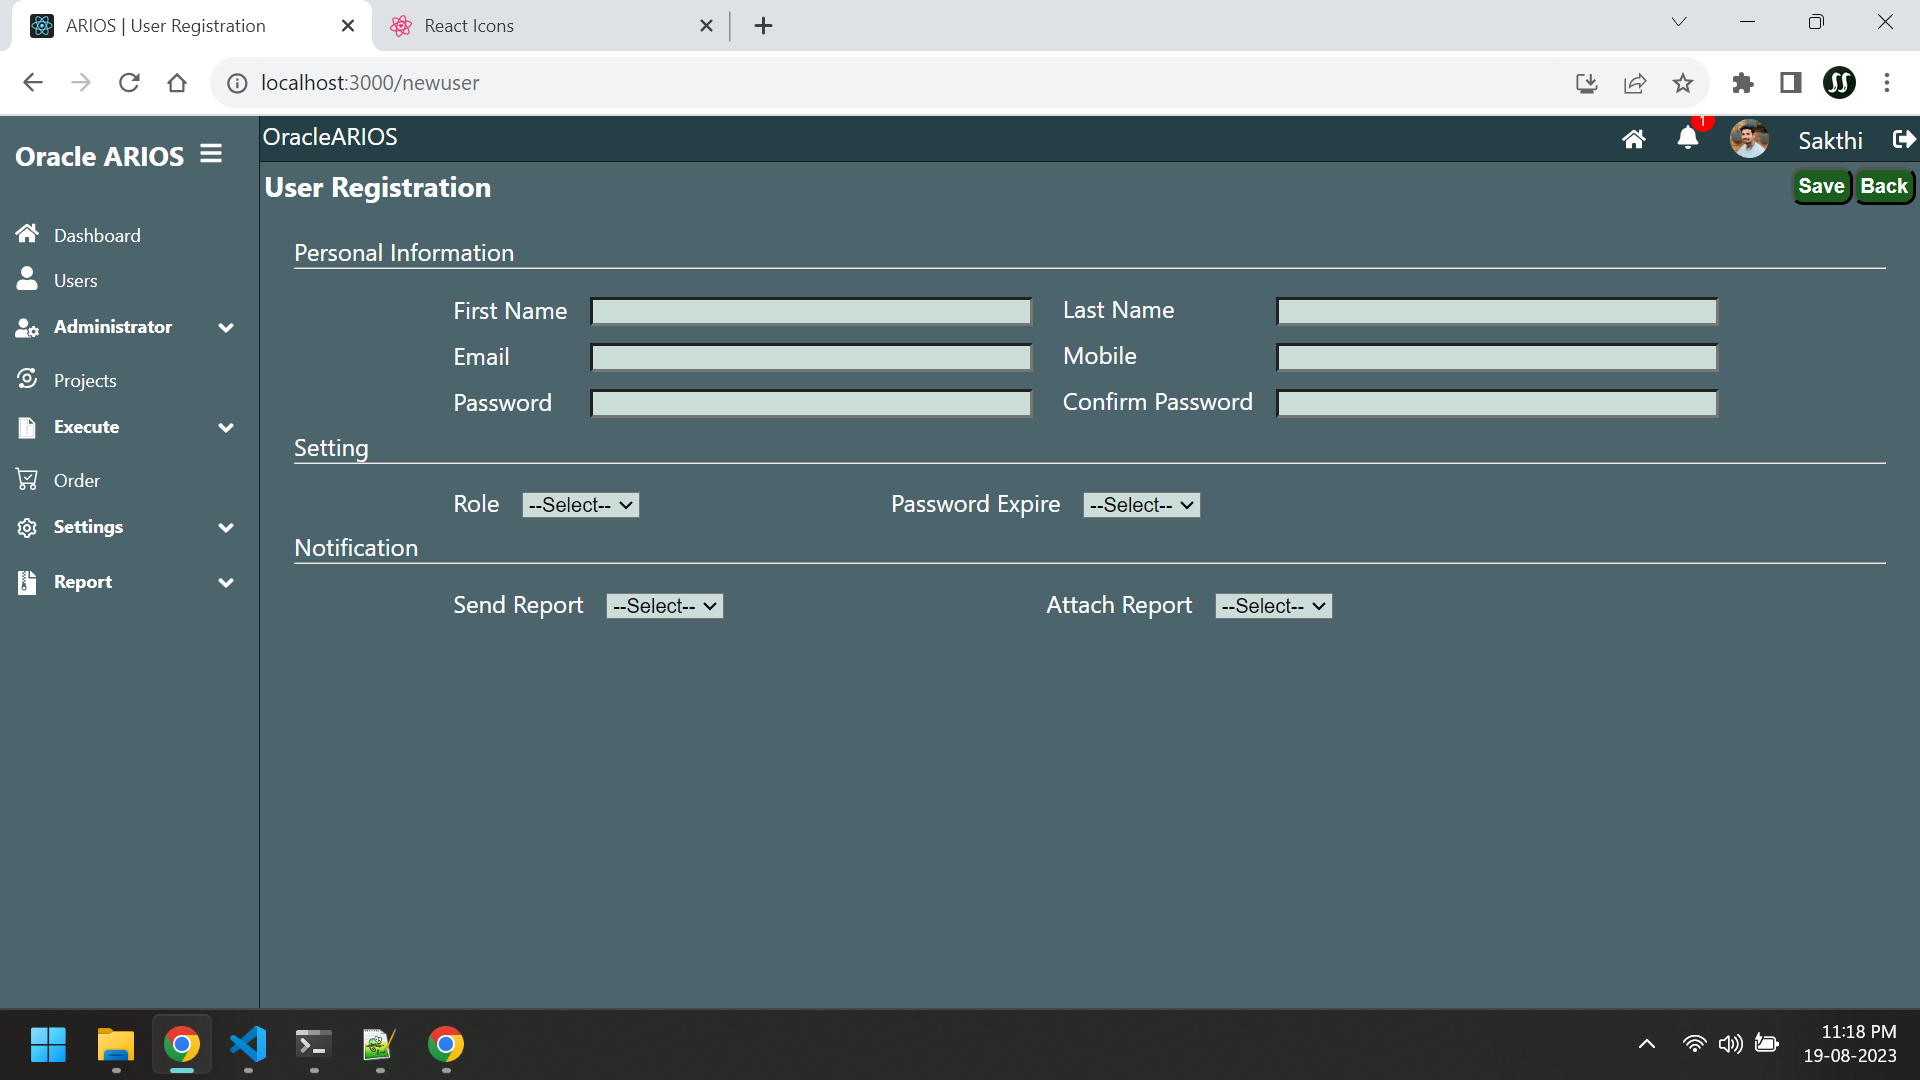 ARIOS | User Registration
React Icons
localhost:3000/newuser
Oracle ARIOS
OracleARIOS
1
Sakthi
User Registration
Save
Back
Dashboard
Users
Administrator
Projects
Execute
Order
Settings
Report
Personal Information
First Name
Last Name
Email
Mobile
Password
Confirm Password
Setting
Role
--Select--
Password Expire
--Select--
Notification
Send Report
--Select--
Attach Report
--Select--
11:18 PM
19-08-2023